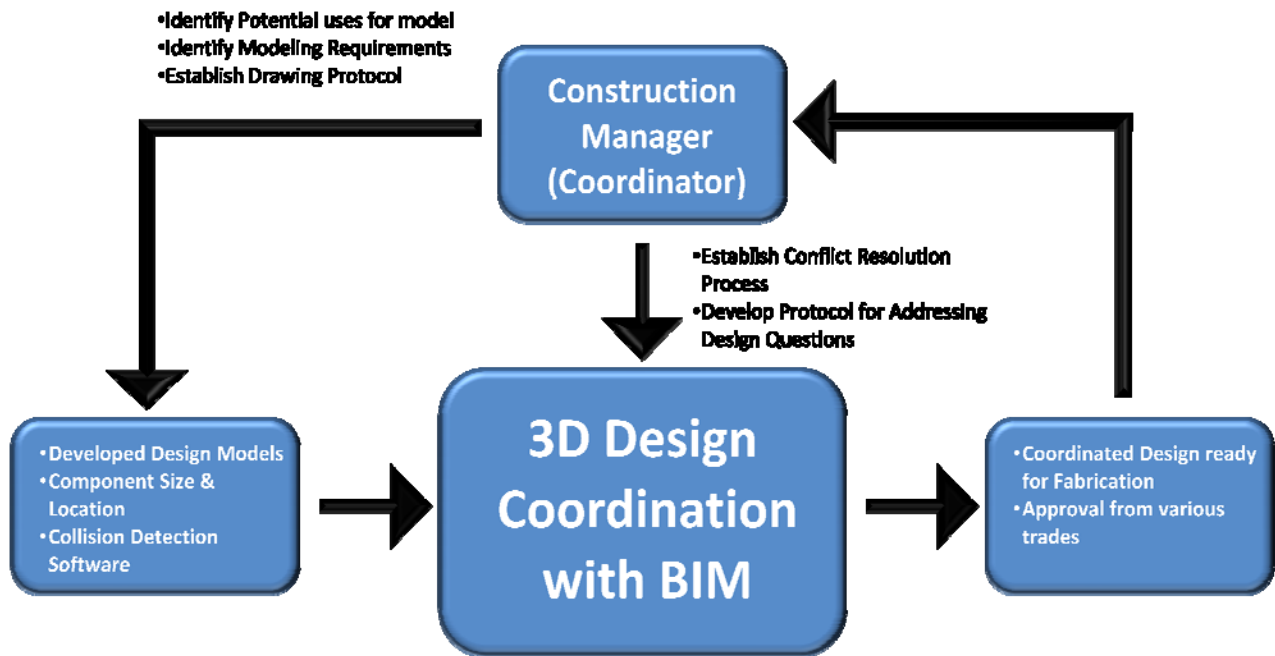 •Identify Potential uses for model
•Identify Modeling Requirements
•Establish Drawing Protocol
Construction
Manager
(Coordinator)
•Establish Conflict Resolution
Process
•Develop Protocol for Addressing
Design Questions
•Developed Design Models
•Component Size &
Location
•Collision Detection
Software
3D Design
Coordination
with BIM
•Coordinated Design ready
for Fabrication
•Approval from various
trades